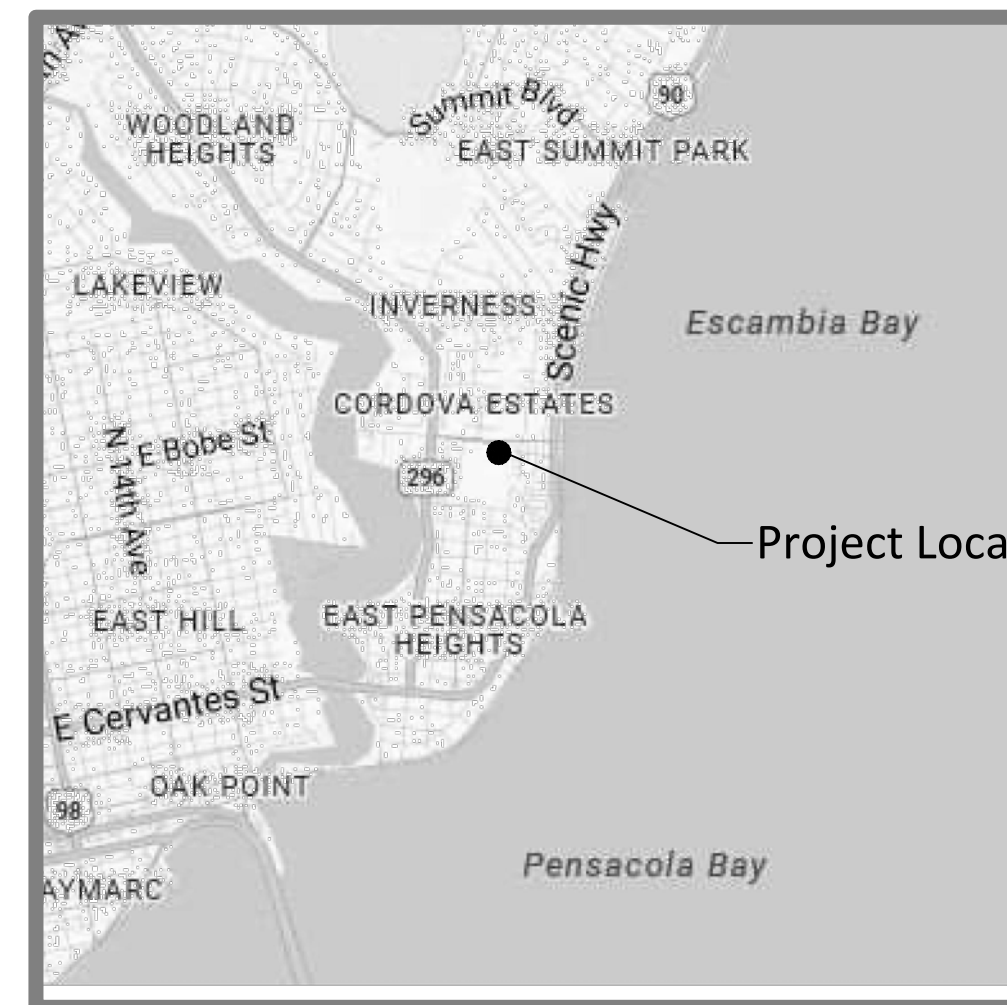 Summit Blvd
90
WOODLAND
HEIGHTS
EAST SUMMIT PARK
Scenic Hwy
LAKEVIEW
INVERNESS
Escambia Bay
CORDOVA ESTATES
E Bobe St
N 14th Ave
296
Project Loca
EAST HILL
EAST PENSACOLA
HEIGHTS
E Cervantes St
OAK POINT
98
Pensacola Bay
AYMARC